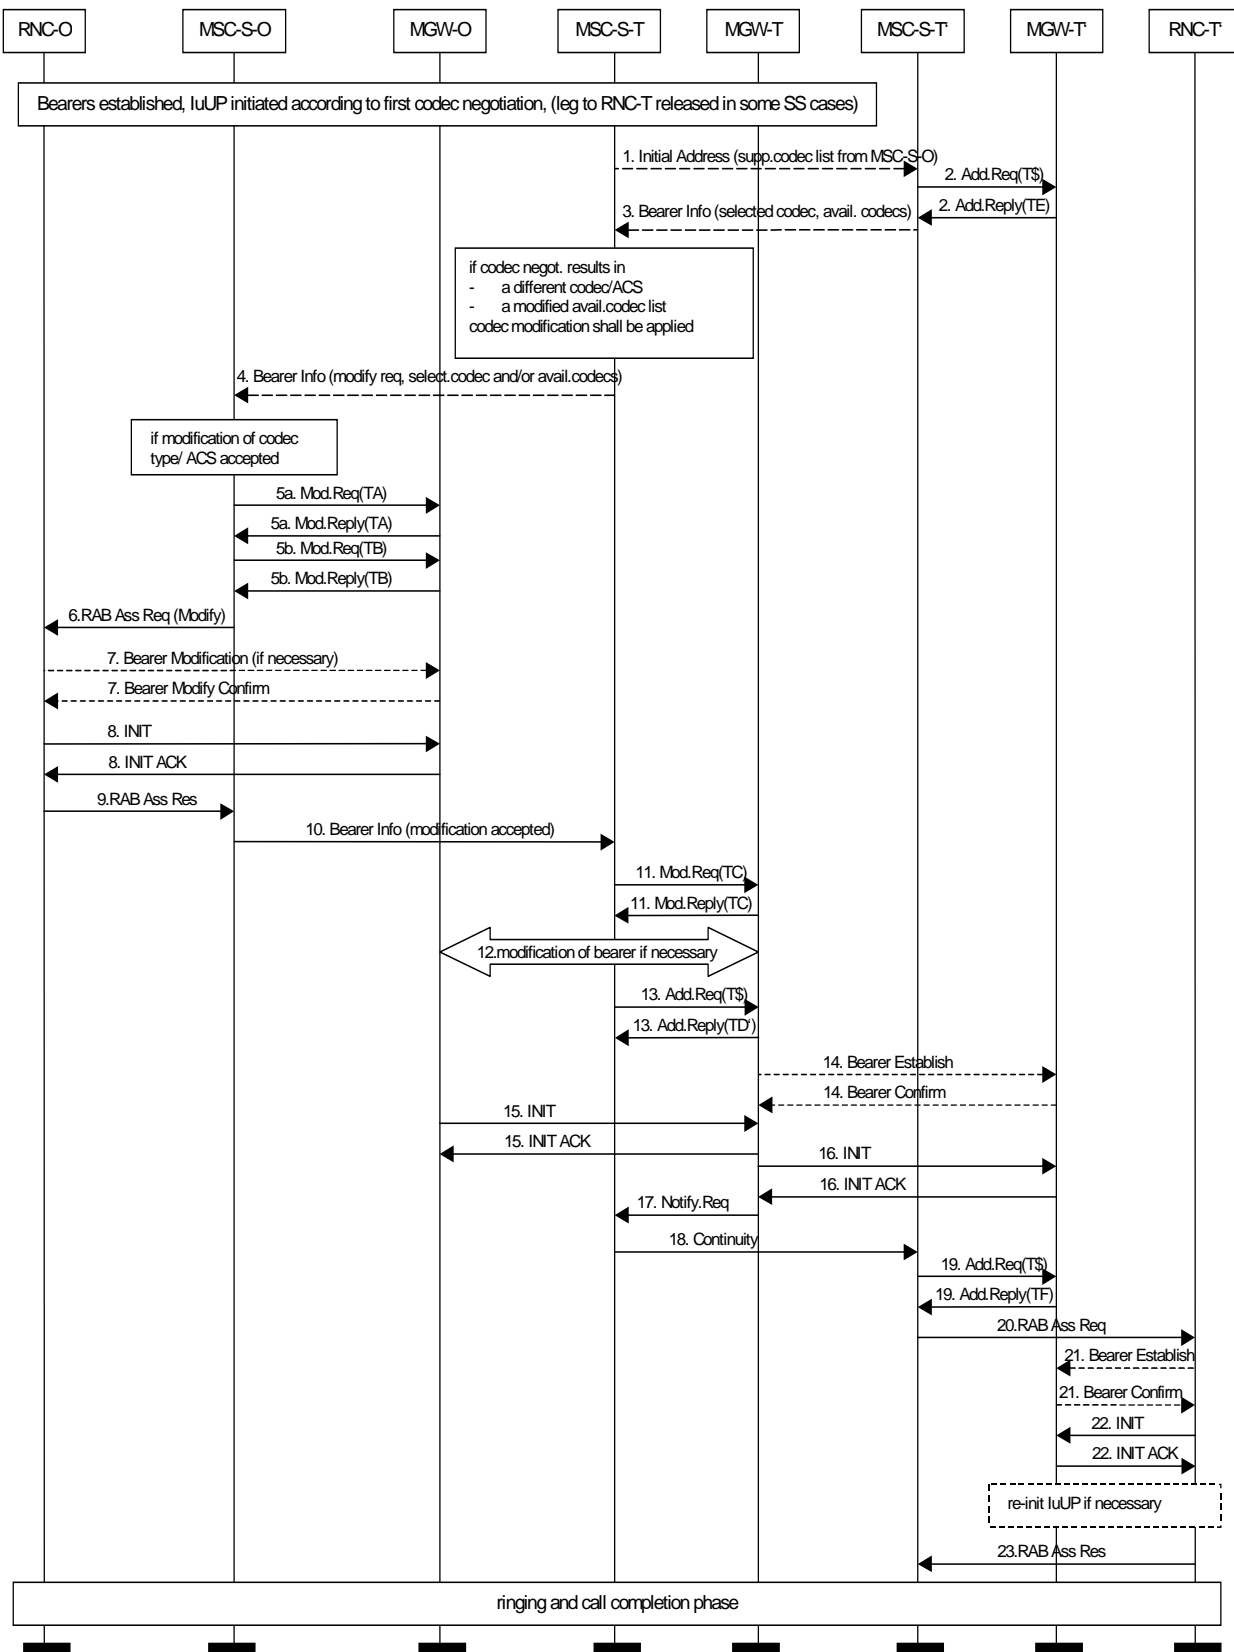 RNC-O
MSC-S-O
MGW-O
MSC-S-T
MGW-T
MSC-S-T'
MGW-T'
RNC-T'
Bearers established, IuUP initiated according to first codec negotiation, (leg to RNC-T released in some SS cases)
1. Initial Address (supp.codec list from MSC-S-O)
2. Add.Req(T$)
2. Add.Reply(TE)
3. Bearer Info (selected codec, avail. codecs)
if codec negot. results in
- a different codec/ACS
- a modified avail.codec list
codec modification shall be applied
4. Bearer Info (modify req, select.codec and/or avail.codecs)
if modification of codec
type/ ACS accepted
5a. Mod.Req(TA)
5a. Mod.Reply(TA)
5b. Mod.Req(TB)
5b. Mod.Reply(TB)
6.RAB Ass Req (Modify)
7. Bearer Modification (if necessary)
7. Bearer Modify Confirm
8. INIT
8. INIT ACK
9.RAB Ass Res
10. Bearer Info (modification accepted)
11. Mod.Req(TC)
11. Mod.Reply(TC)
12.modification of bearer if necessary
13. Add.Req(T$)
13. Add.Reply(TD')
14. Bearer Establish
14. Bearer Confirm
15. INIT
15. INIT ACK
16. INIT
16. INIT ACK
17. Notify.Req
18. Continuity
19. Add.Req(T$)
19. Add.Reply(TF)
20.RAB Ass Req
21. Bearer Establish
21. Bearer Confirm
22. INIT
22. INIT ACK
re-init IuUP if necessary
23.RAB Ass Res
ringing and call completion phase